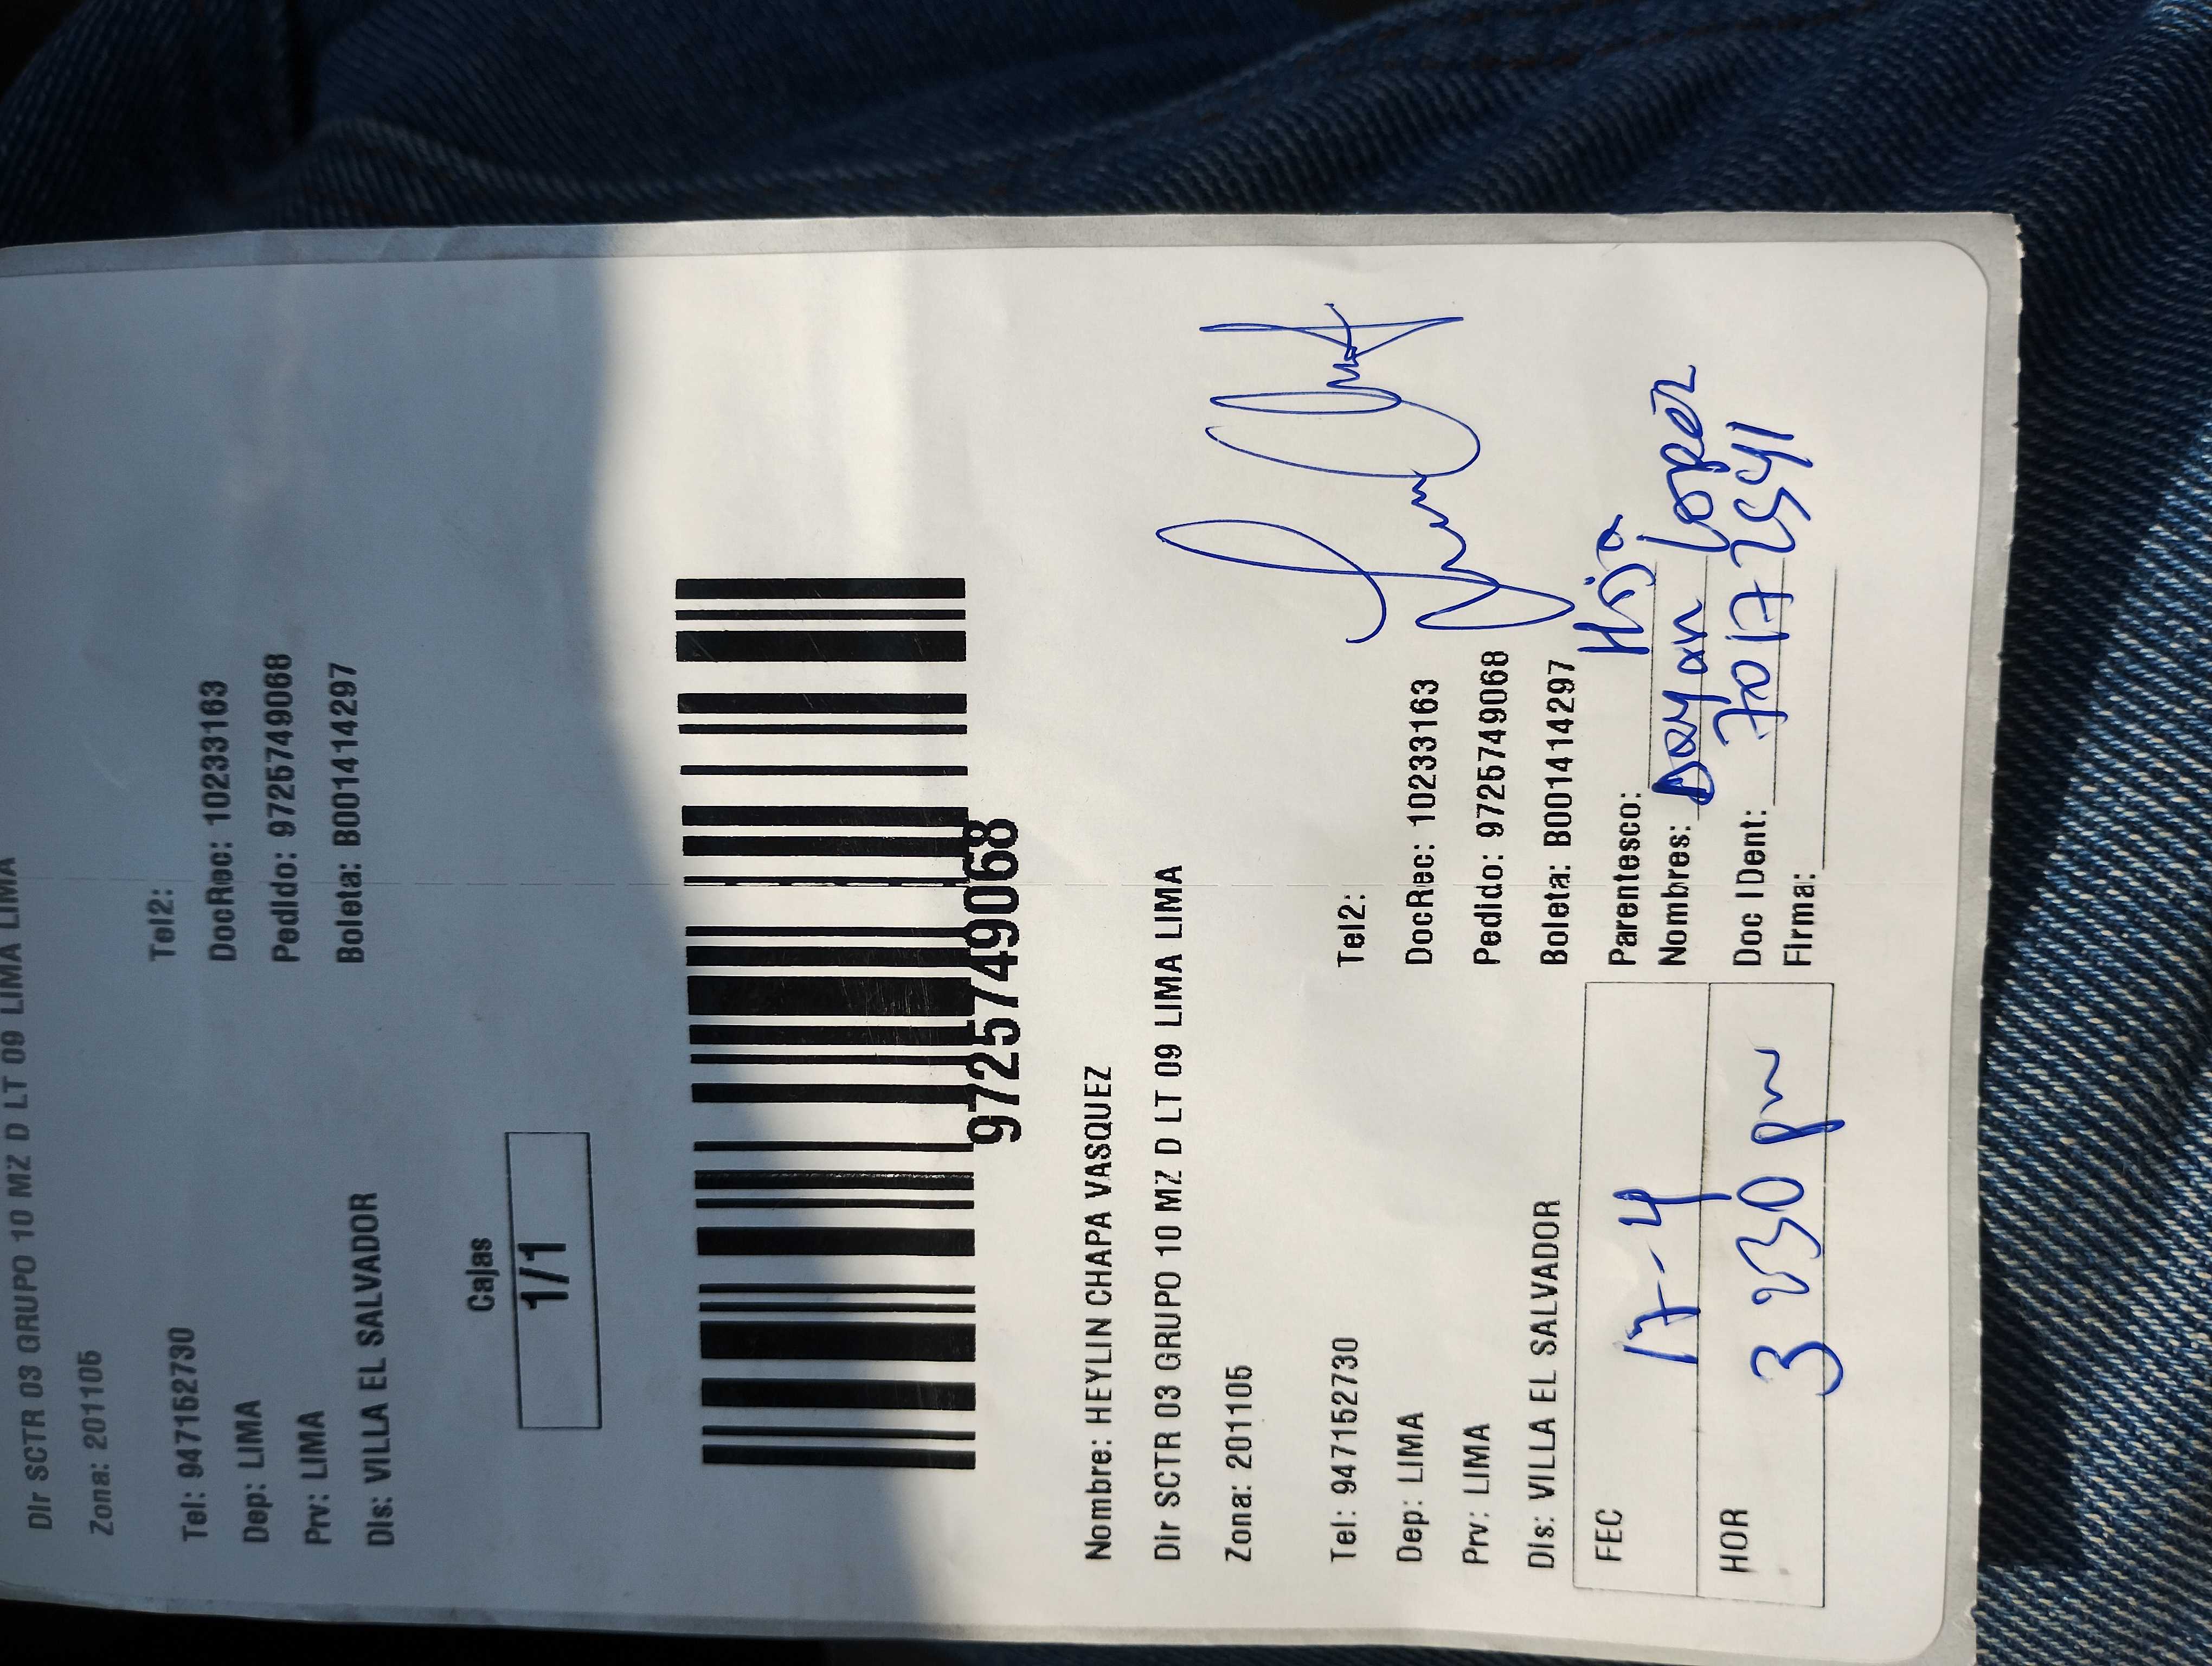 Dir SCTR 03 GRUPO 10 MZ D LT 09 LIMA LIMA
Zona: 201105
Tel: 947152730 Tel2:
Dep: LIMA DocRec: 10233163
Prv: LIMA Pedido: 9725749068
Dis: VILLA EL SALVADOR Boleta: B001414297
Cajas
1/1
9725749068
Nombre: HEYLIN CHAPA VASQUEZ
Dir SCTR 03 GRUPO 10 MZ D LT 09 LIMA LIMA
Zona: 201105
Tel: 947152730 Tel2:
Dep: LIMA DocRec: 10233163
Prv: LIMA Pedido: 9725749068
Dis: VILLA EL SALVADOR Boleta: B001414297
FEC 17-4 Parentesco: Hijo
Nombres: Dayan Lopez
HOR 3:30 pm Doc IDent: 70172541
Firma: